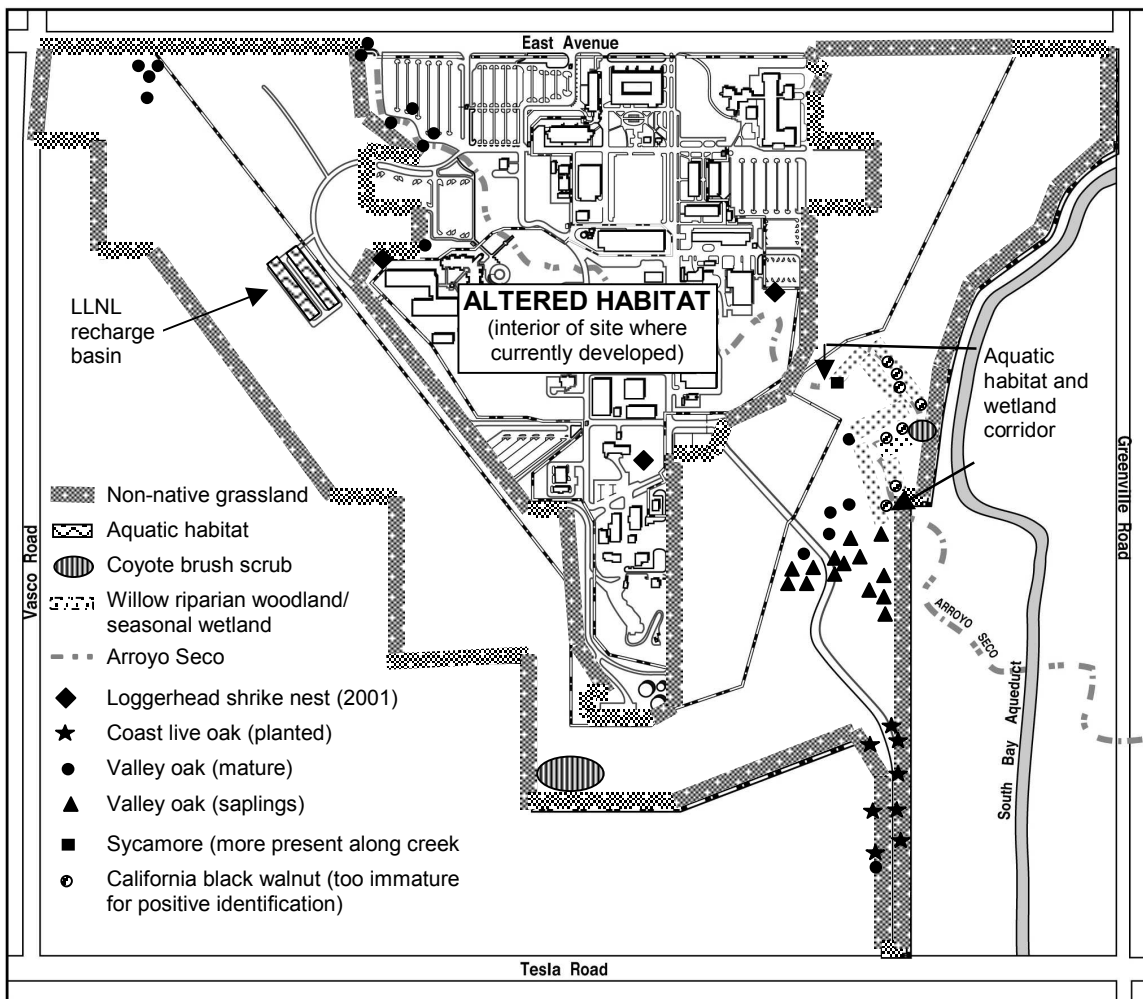 East Avenue
LLNL
recharge
basin
ALTERED HABITAT
(interior of site where
currently developed)
Aquatic
habitat and
wetland
corridor
Vasco Road
Greenville Road
Non-native grassland
Aquatic habitat
Coyote brush scrub
Willow riparian woodland/
seasonal wetland
Arroyo Seco
Loggerhead shrike nest (2001)
Coast live oak (planted)
Valley oak (mature)
Valley oak (saplings)
Sycamore (more present along creek
California black walnut (too immature
for positive identification)
ARROYO SECO
South Bay Aqueduct
Tesla Road